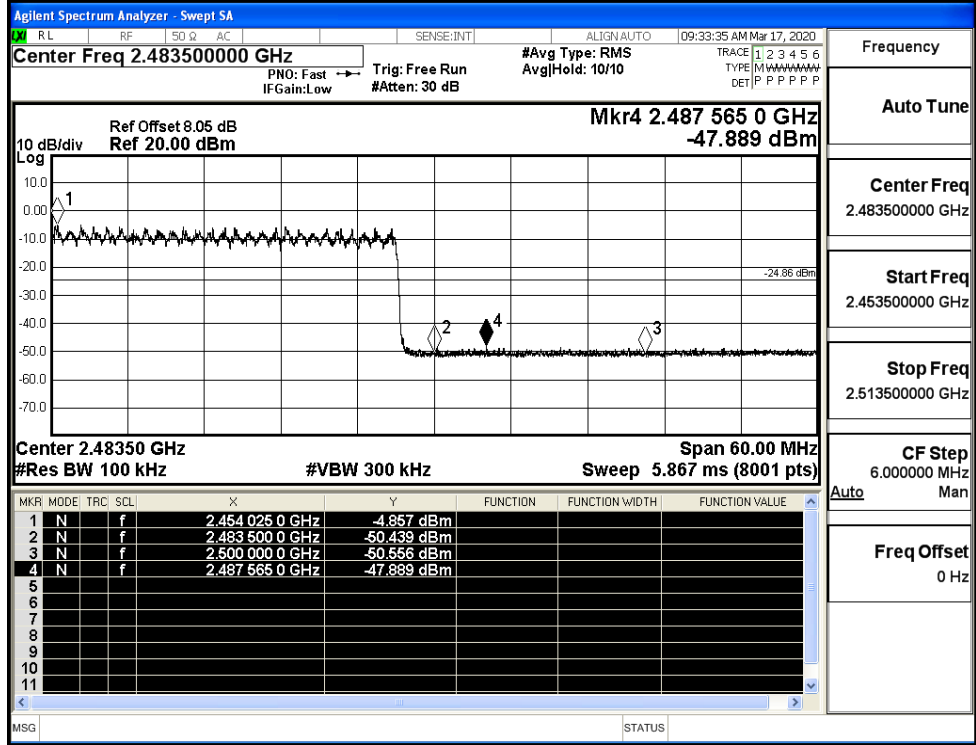 Agilent Spectrum Analyzer - Swept SA
LXI RL RF 50 Ω AC SENSE:INT ALIGN AUTO 09:33:35 AM Mar 17, 2020
Center Freq 2.483500000 GHz
PNO: Fast
IFGain:Low
Trig: Free Run
#Atten: 30 dB
#Avg Type: RMS
Avg|Hold: 10/10
TRACE 1 2 3 4 5 6
TYPE M W W W W W
DET P P P P P P
Frequency
Auto Tune
Center Freq
2.483500000 GHz
Start Freq
2.453500000 GHz
Stop Freq
2.513500000 GHz
CF Step
6.000000 MHz
Auto Man
Freq Offset
0 Hz
Mkr4 2.487 565 0 GHz
-47.889 dBm
Ref Offset 8.05 dB
10 dB/div Ref 20.00 dBm
Log
10.0
0.00
-10.0
-20.0
-30.0
-40.0
-50.0
-60.0
-70.0
1
2
4
3
-24.86 dBm
Center 2.48350 GHz Span 60.00 MHz
#Res BW 100 kHz #VBW 300 kHz Sweep 5.867 ms (8001 pts)
MKR MODE TRC SCL X Y FUNCTION FUNCTION WIDTH FUNCTION VALUE
1 N f 2.454 025 0 GHz -4.857 dBm
2 N f 2.483 500 0 GHz -50.439 dBm
3 N f 2.500 000 0 GHz -50.556 dBm
4 N f 2.487 565 0 GHz -47.889 dBm
5
6
7
8
9
10
11
MSG STATUS